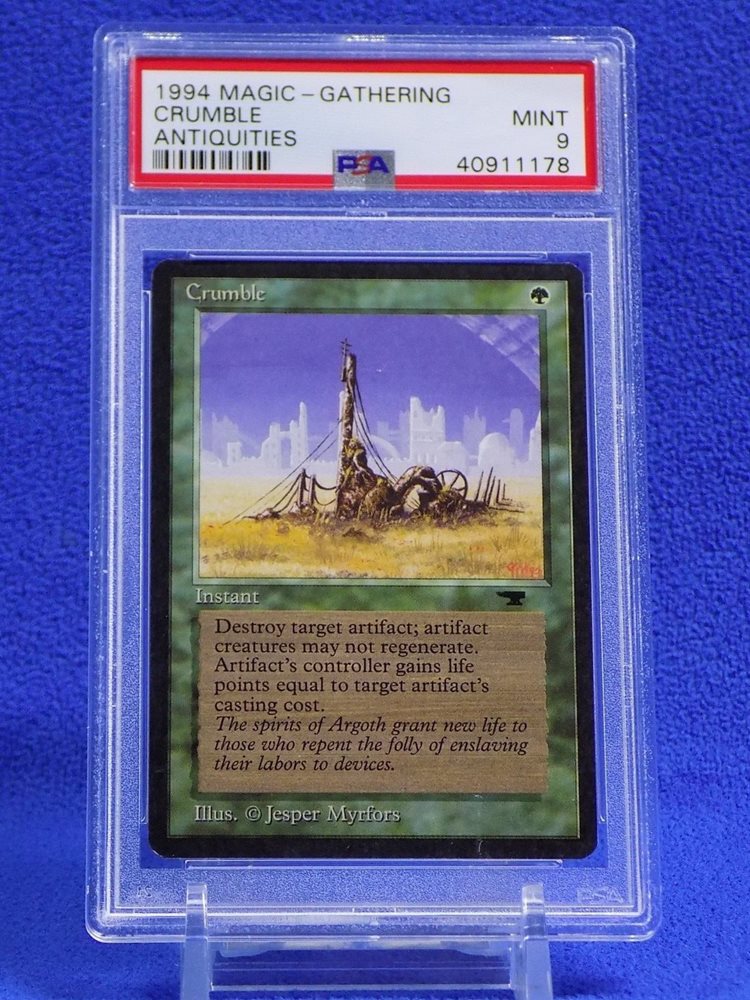 1994 MAGIC - GATHERING
CRUMBLE
MINT
ANTIQUITIES
9
PSA
40911178
Crumble
Instant
Destroy target artifact; artifact
creatures may not regenerate.
Artifact's controller gains life
points equal to target artifact's
casting cost.
The spirits of Argoth grant new life to
those who repent the folly of enslaving
their labors to devices.
Illus. © Jesper Myrfors
PSA